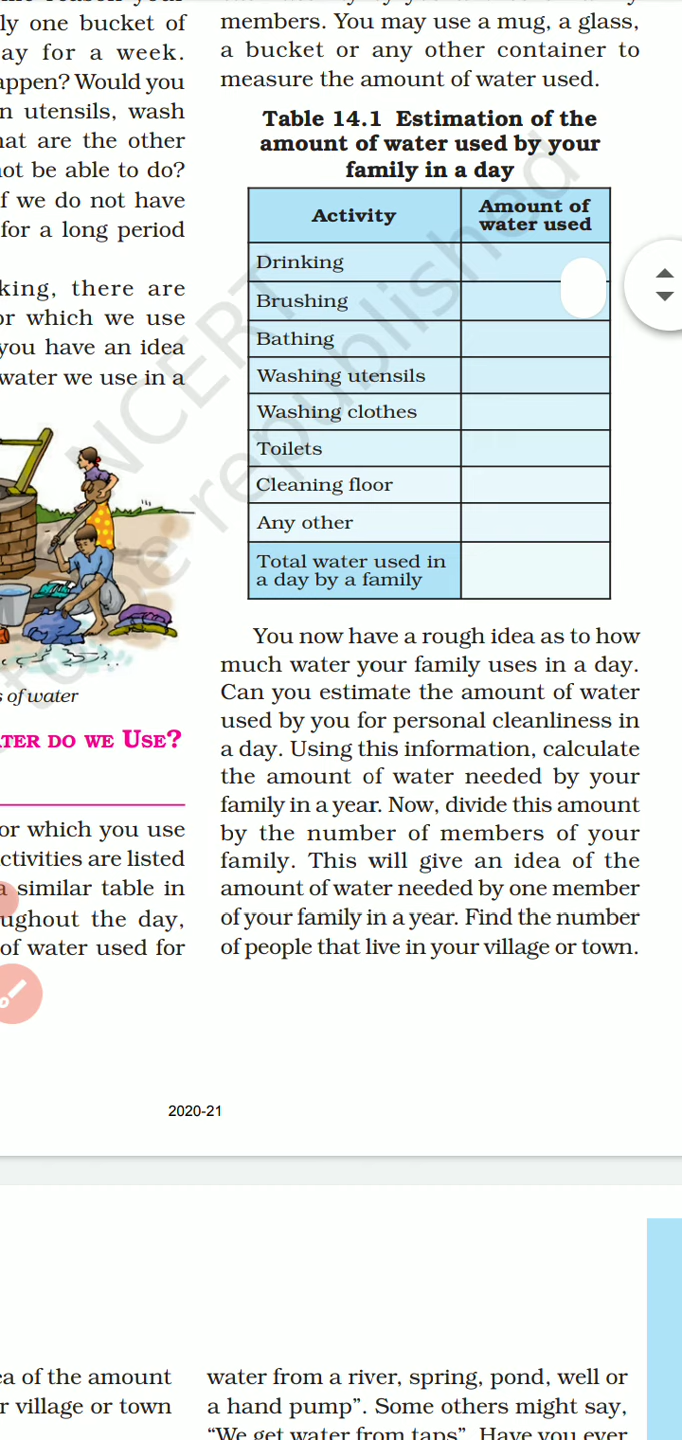 ly one bucket of
ay for a week.
appen? Would you
n utensils, wash
hat are the other
not be able to do?
f we do not have
for a long period
king, there are
or which we use
you have an idea
water we use in a
s of water
ATER DO WE USE?
or which you use
ctivities are listed
a similar table in
ughout the day,
of water used for
members. You may use a mug, a glass,
a bucket or any other container to
measure the amount of water used.
Table 14.1 Estimation of the
amount of water used by your
family in a day
Activity
Amount of
water used
Drinking
Brushing
Bathing
Washing utensils
Washing clothes
Toilets
Cleaning floor
Any other
Total water used in
a day by a family
You now have a rough idea as to how
much water your family uses in a day.
Can you estimate the amount of water
used by you for personal cleanliness in
a day. Using this information, calculate
the amount of water needed by your
family in a year. Now, divide this amount
by the number of members of your
family. This will give an idea of the
amount of water needed by one member
of your family in a year. Find the number
of people that live in your village or town.
NCERT
be republished
2020-21
ea of the amount
r village or town
water from a river, spring, pond, well or
a hand pump”. Some others might say,
“We get water from taps”. Have you ever